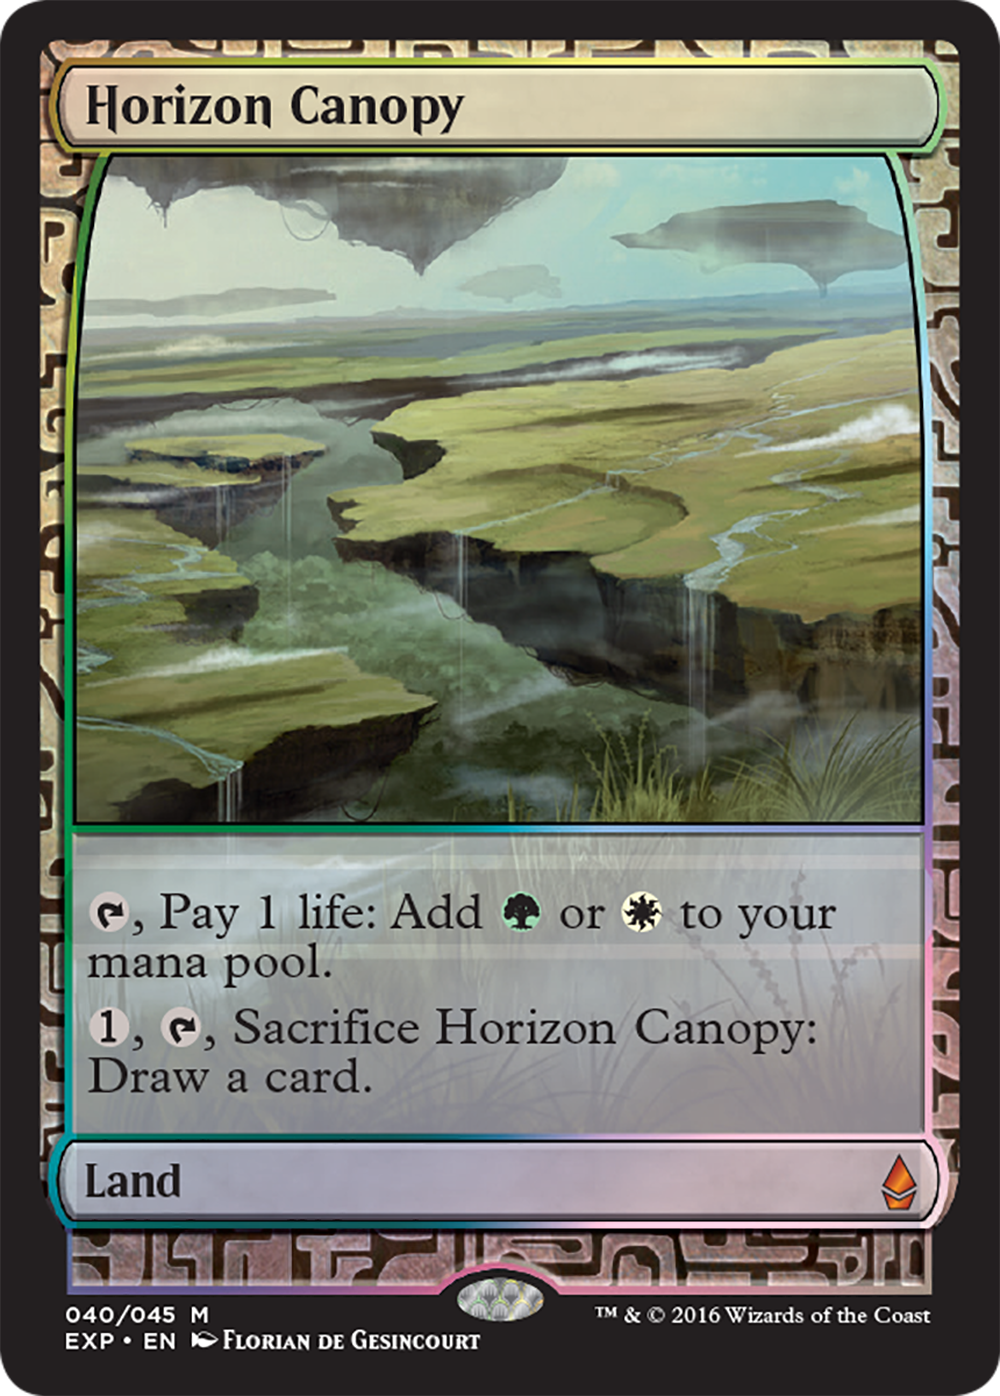 Horizon Canopy
, Pay 1 life: Add or to your
mana pool.
1, , Sacrifice Horizon Canopy:
Draw a card.
Land
040/045 M
EXP • EN FLORIAN DE GESINCOURT
™ & © 2016 Wizards of the Coast